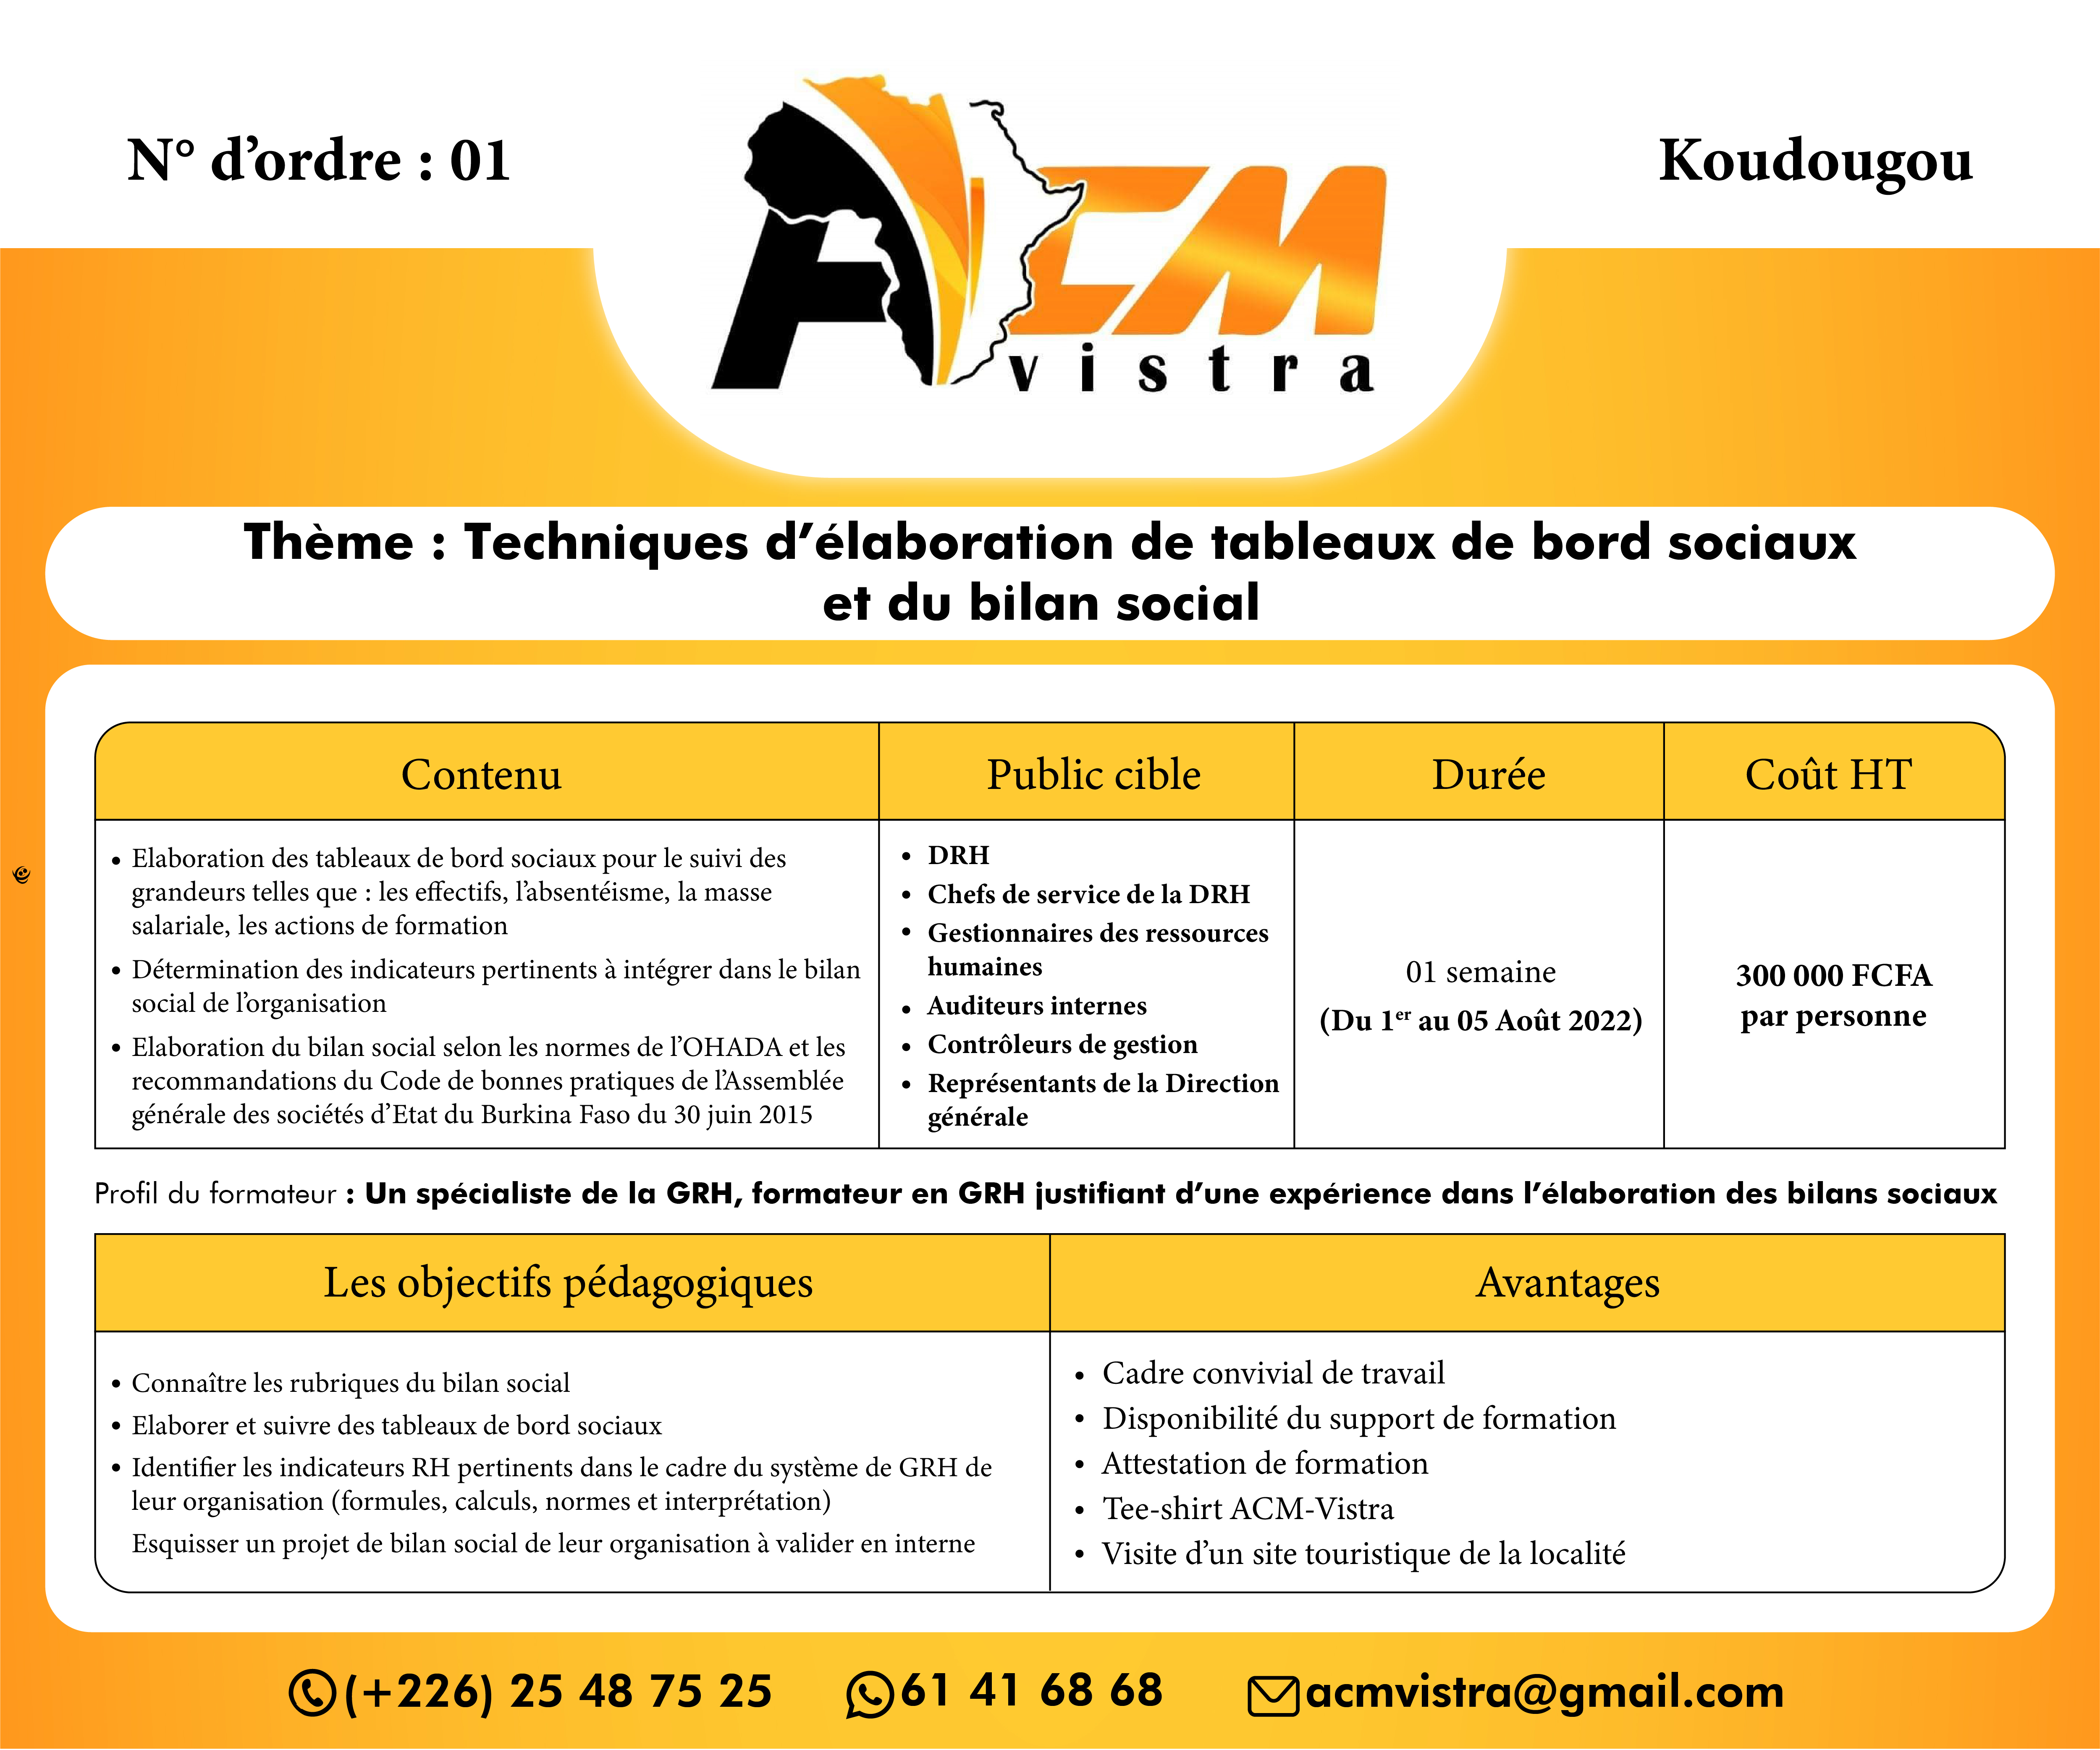 N° d’ordre : 01
Koudougou
ACM
vistra
Thème : Techniques d’élaboration de tableaux de bord sociaux
et du bilan social
Contenu
Public cible
Durée
Coût HT
• Elaboration des tableaux de bord sociaux pour le suivi des
grandeurs telles que : les effectifs, l’absentéisme, la masse
salariale, les actions de formation
• Détermination des indicateurs pertinents à intégrer dans le bilan
social de l’organisation
• Elaboration du bilan social selon les normes de l’OHADA et les
recommandations du Code de bonnes pratiques de l’Assemblée
générale des sociétés d’Etat du Burkina Faso du 30 juin 2015
• DRH
• Chefs de service de la DRH
• Gestionnaires des ressources
humaines
• Auditeurs internes
• Contrôleurs de gestion
• Représentants de la Direction
générale
01 semaine
(Du 1er au 05 Août 2022)
300 000 FCFA
par personne
Profil du formateur : Un spécialiste de la GRH, formateur en GRH justifiant d’une expérience dans l’élaboration des bilans sociaux
Les objectifs pédagogiques
Avantages
• Connaître les rubriques du bilan social
• Elaborer et suivre des tableaux de bord sociaux
• Identifier les indicateurs RH pertinents dans le cadre du système de GRH de
leur organisation (formules, calculs, normes et interprétation)
Esquisser un projet de bilan social de leur organisation à valider en interne
• Cadre convivial de travail
• Disponibilité du support de formation
• Attestation de formation
• Tee-shirt ACM-Vistra
• Visite d’un site touristique de la localité
(+226) 25 48 75 25
61 41 68 68
acmvistra@gmail.com